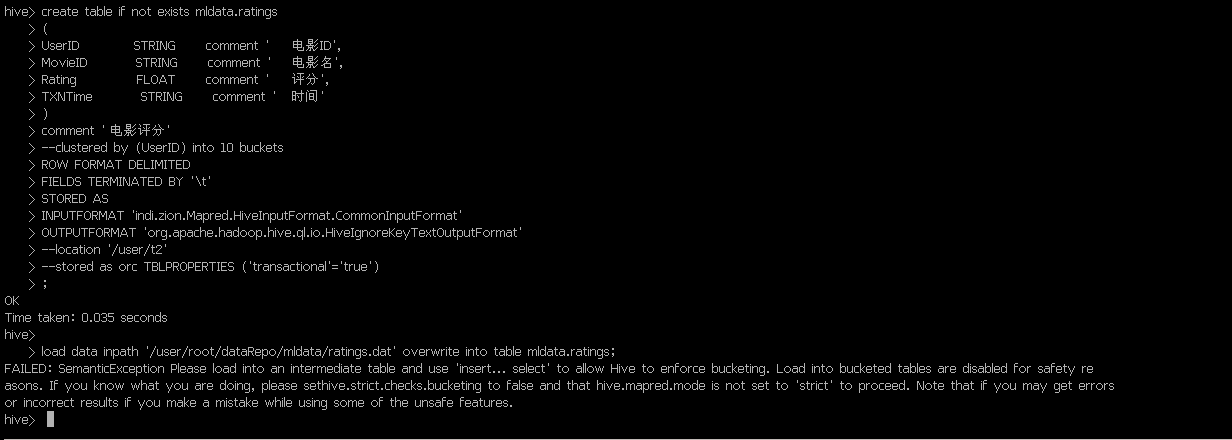 hive> create table if not exists mldata.ratings
> (
> UserID STRING comment ' 电影ID',
> MovieID STRING comment ' 电影名',
> Rating FLOAT comment ' 评分',
> TXNTime STRING comment ' 时间'
> )
> comment '电影评分'
> --clustered by (UserID) into 10 buckets
> ROW FORMAT DELIMITED
> FIELDS TERMINATED BY '\t'
> STORED AS
> INPUTFORMAT 'indi.zion.Mapred.HiveInputFormat.CommonInputFormat'
> OUTPUTFORMAT 'org.apache.hadoop.hive.ql.io.HiveIgnoreKeyTextOutputFormat'
> --location '/user/t2'
> --stored as orc TBLPROPERTIES ('transactional'='true')
> ;
OK
Time taken: 0.035 seconds
hive>
> load data inpath '/user/root/dataRepo/mldata/ratings.dat' overwrite into table mldata.ratings;
FAILED: SemanticException Please load into an intermediate table and use 'insert... select' to allow Hive to enforce bucketing. Load into bucketed tables are disabled for safety re
asons. If you know what you are doing, please sethive.strict.checks.bucketing to false and that hive.mapred.mode is not set to 'strict' to proceed. Note that if you may get errors
or incorrect results if you make a mistake while using some of the unsafe features.
hive>